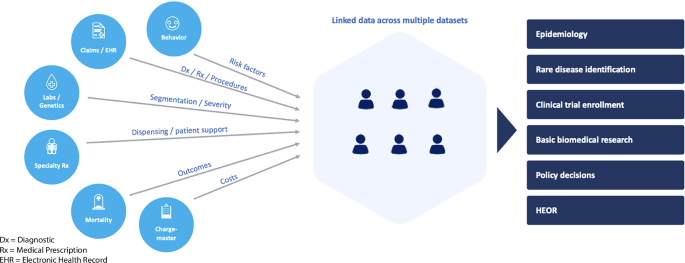 Behavior
Claims / EHR
Labs /
Genetics
Specialty Rx
Mortality
Charge-
master
Risk factors
Dx / Rx / Procedures
Segmentation / Severity
Dispensing / patient support
Outcomes
Costs
Linked data across multiple datasets
Epidemiology
Rare disease identification
Clinical trial enrollment
Basic biomedical research
Policy decisions
HEOR
Dx = Diagnostic
Rx = Medical Prescription
EHR = Electronic Health Record